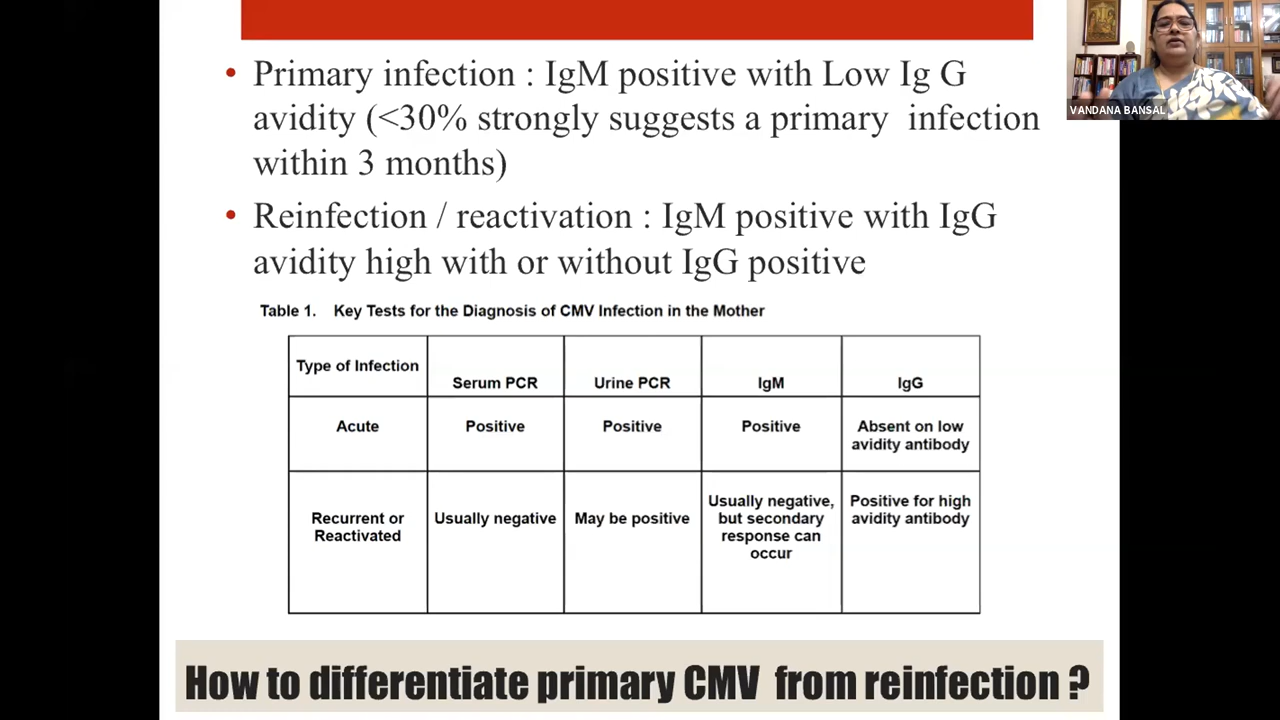 • Primary infection : IgM positive with Low Ig G
avidity (<30% strongly suggests a primary infection
within 3 months)
• Reinfection / reactivation : IgM positive with IgG
avidity high with or without IgG positive
Table 1. Key Tests for the Diagnosis of CMV Infection in the Mother
Type of Infection
Serum PCR
Urine PCR
IgM
IgG
Acute
Positive
Positive
Positive
Absent on low
avidity antibody
Recurrent or
Reactivated
Usually negative
May be positive
Usually negative,
but secondary
response can
occur
Positive for high
avidity antibody
How to differentiate primary CMV from reinfection ?
VANDANA BANSAL